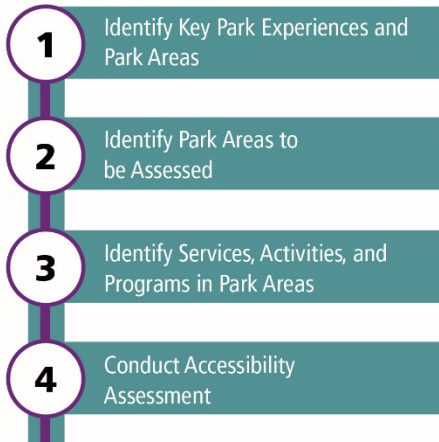 1
Identify Key Park Experiences and
Park Areas
2
Identify Park Areas to
be Assessed
3
Identify Services, Activities, and
Programs in Park Areas
4
Conduct Accessibility
Assessment